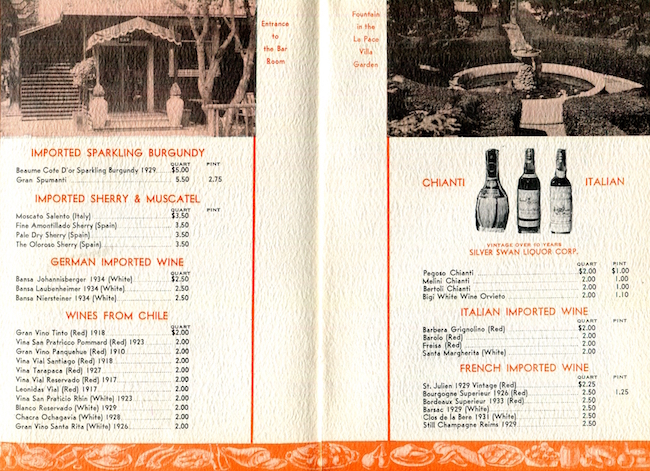 Entrance
to
the Bar
Room
IMPORTED SPARKLING BURGUNDY
QUART PINT
Beaume Cote D'or Sparkling Burgundy 1929 $5.00
Gran Spumanti 5.50 2.75
IMPORTED SHERRY & MUSCATEL
QUART PINT
Moscato Salento (Italy) $3.50
Fine Amontillado Sherry (Spain) 3.50
Pale Dry Sherry (Spain) 3.50
The Oloroso Sherry (Spain) 3.50
GERMAN IMPORTED WINE
QUART
Bansa Johannisberger 1934 (White) $2.50
Bansa Laubenheimer 1934 (White) 2.50
Bansa Niersteiner 1934 (White) 2.50
WINES FROM CHILE
QUART
Gran Vino Tinto (Red) 1918 $2.00
Vina San Pratricco Pommard (Red) 1923 2.00
Gran Vino Panquahue (Red) 1910 2.00
Vina Vial Santiago (Red) 1918 2.00
Vina Tarapaca (Red) 1927 2.00
Vina Vial Reservado (Red) 1917 2.00
Leonidas Vial (Red) 1917 2.00
Vina San Praticio Rhin (White) 1923 2.00
Blanco Reservado (White) 1929 2.00
Chacra Ochagavia (White) 1928 2.00
Gran Vino Santa Rita (White) 1926 2.00
Fountain
in the
Le Pace
Villa
Garden
CHIANTI ITALIAN
VINTAGE OVER 10 YEARS
SILVER SWAN LIQUOR CORP.
QUART PINT
Pegoso Chianti $2.00 $1.00
Melini Chianti 2.00 1.00
Bertoli Chianti 2.00 1.00
Bigi White Wine Orvieto 2.00 1.10
ITALIAN IMPORTED WINE
QUART PINT
Barbera Grignolino (Red) $2.00
Barolo (Red) 2.00
Freisa (Red) 2.00
Santa Margherita (White) 2.00
FRENCH IMPORTED WINE
QUART PINT
St. Julien 1929 Vintage (Red) $2.25
Bourgogne Superieur 1926 (Red) 2.50 1.25
Bordeaux Superieur 1933 (Red) 2.50
Barsac 1929 (White) 2.50
Clos de la Bere 1931 (White) 2.50
Still Champagne Reims 1929 2.50